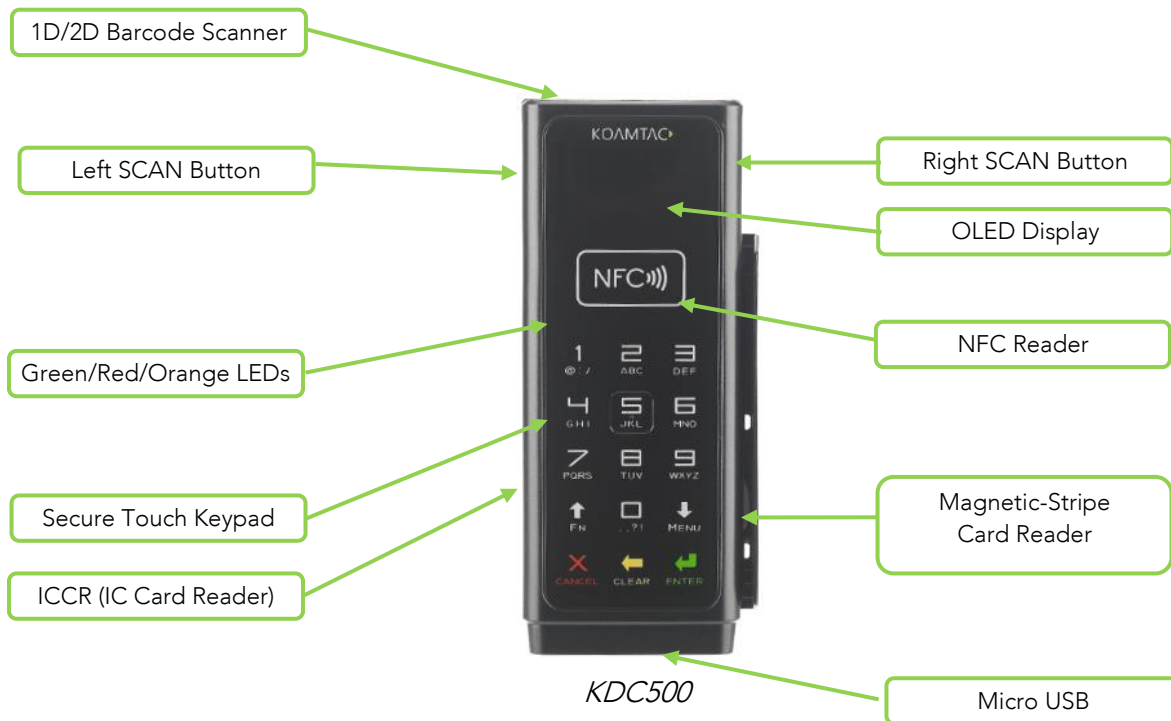 1D/2D Barcode Scanner
Left SCAN Button
Green/Red/Orange LEDs
Secure Touch Keypad
ICCR (IC Card Reader)
KOAMTAC
NFC
1 2 3
@:/ ABC DEF
4 5 6
GHI JKL MNO
7 8 9
PQRS TUV WXYZ
0
FN .,?! MENU
CANCEL CLEAR ENTER
KDC500
Right SCAN Button
OLED Display
NFC Reader
Magnetic-Stripe
Card Reader
Micro USB